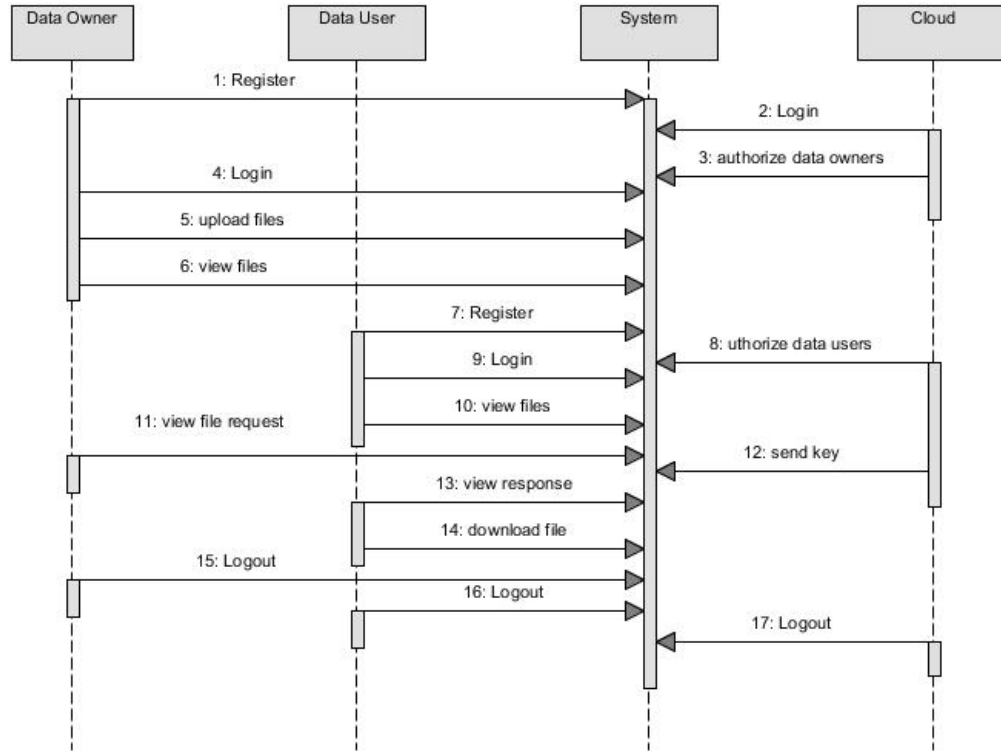 Data Owner
Data User
System
Cloud
1: Register
2: Login
3: authorize data owners
4: Login
5: upload files
6: view files
7: Register
8: uthorize data users
9: Login
10: view files
11: view file request
12: send key
13: view response
14: download file
15: Logout
16: Logout
17: Logout